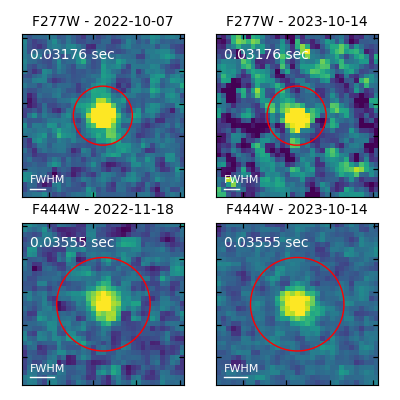 F277W - 2022-10-07
F277W - 2023-10-14
0.03176 sec
0.03176 sec
FWHM
FWHM
F444W - 2022-11-18
F444W - 2023-10-14
0.03555 sec
0.03555 sec
FWHM
FWHM